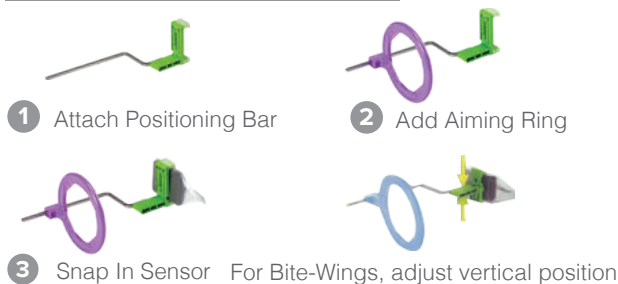 1 Attach Positioning Bar
2 Add Aiming Ring
3 Snap In Sensor
For Bite-Wings, adjust vertical position